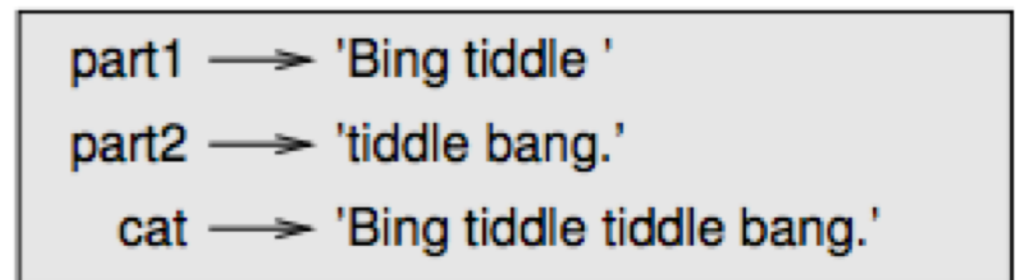 part1 → 'Bing tiddle '
part2 → 'tiddle bang.'
cat → 'Bing tiddle tiddle bang.'